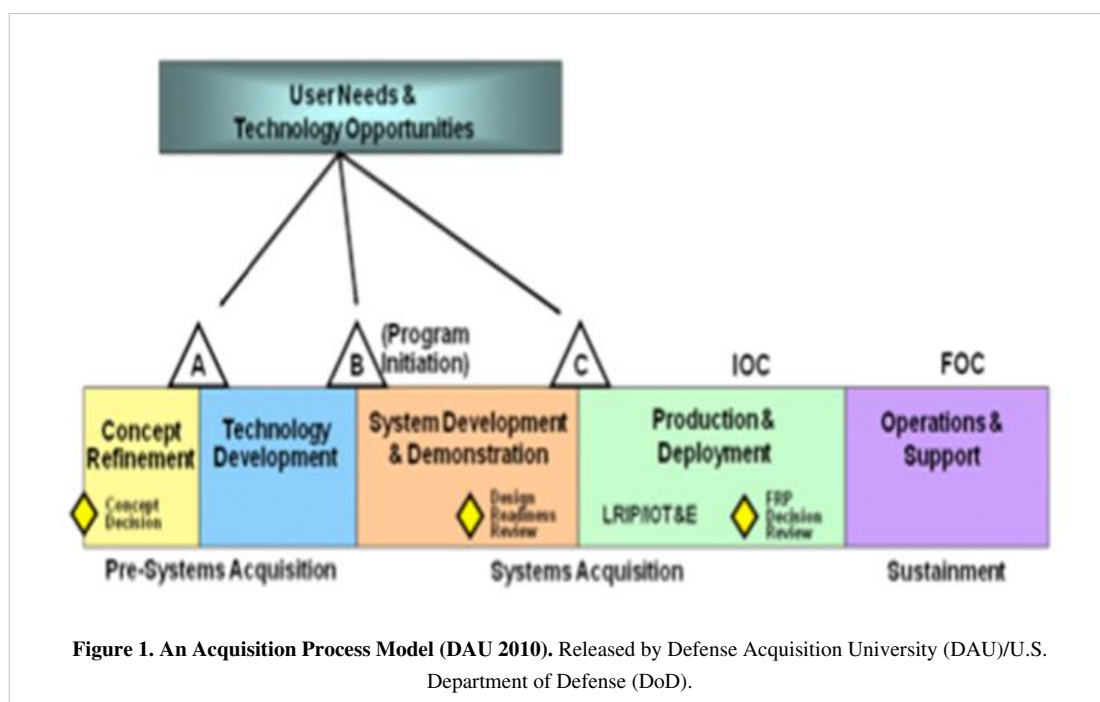 User Needs &
Technology Opportunities
A
B
(Program
Initiation)
C
IOC
FOC
Concept
Refinement
Technology
Development
System Development
& Demonstration
Production &
Deployment
Operations &
Support
Concept
Decision
Design
Readiness
Review
LRIP/IOT&E
FRP
Decision
Review
Pre-Systems Acquisition
Systems Acquisition
Sustainment
Figure 1. An Acquisition Process Model (DAU 2010). Released by Defense Acquisition University (DAU)/U.S.
Department of Defense (DoD).